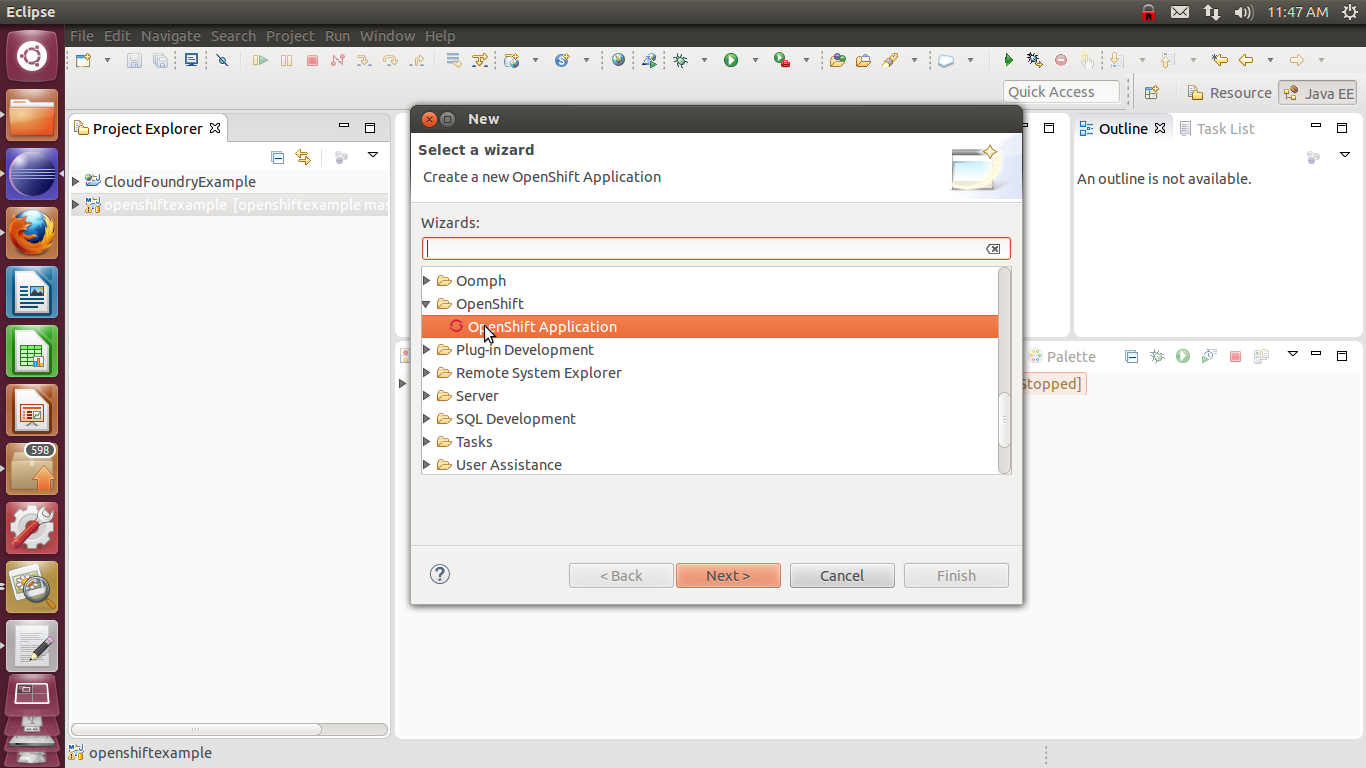 Eclipse
11:47 AM
File Edit Navigate Search Project Run Window Help
Quick Access
Resource
Java EE
Project Explorer
CloudFoundryExample
openshiftexample [openshiftexample mas
New
Select a wizard
Create a new OpenShift Application
Wizards:
Oomph
OpenShift
OpenShift Application
Plug-in Development
Remote System Explorer
Server
SQL Development
Tasks
User Assistance
< Back
Next >
Cancel
Finish
Outline
Task List
An outline is not available.
Palette
Stopped]
598
openshiftexample